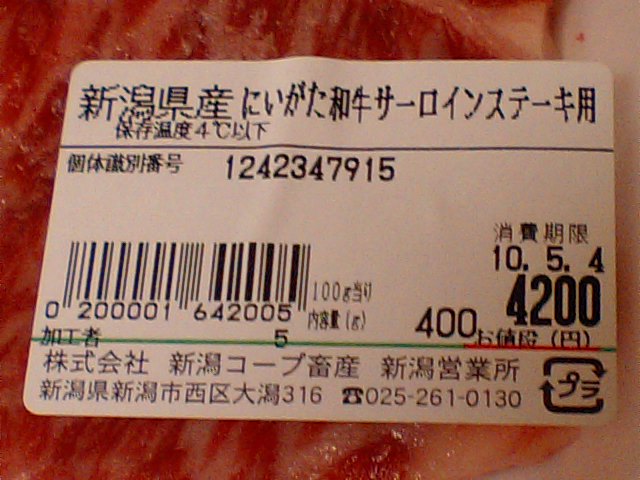 新潟県産 にいがた和牛サーロインステーキ用
保存温度4℃以下
個体識別番号 1242347915
消費期限
10. 5. 4
0 200001 642005 5
100g当り
内容量(g) 400
4200
お値段(円)
加工者
株式会社 新潟コープ畜産 新潟営業所
新潟県新潟市西区大潟316 ☎025-261-0130
プラ